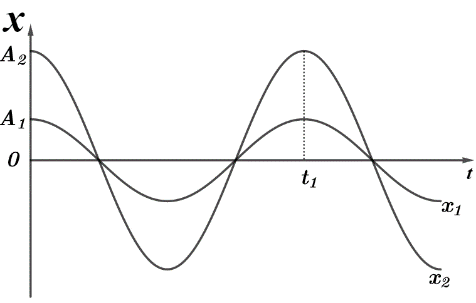 x
A₂
A₁
0
t₁
t
x₁
x₂